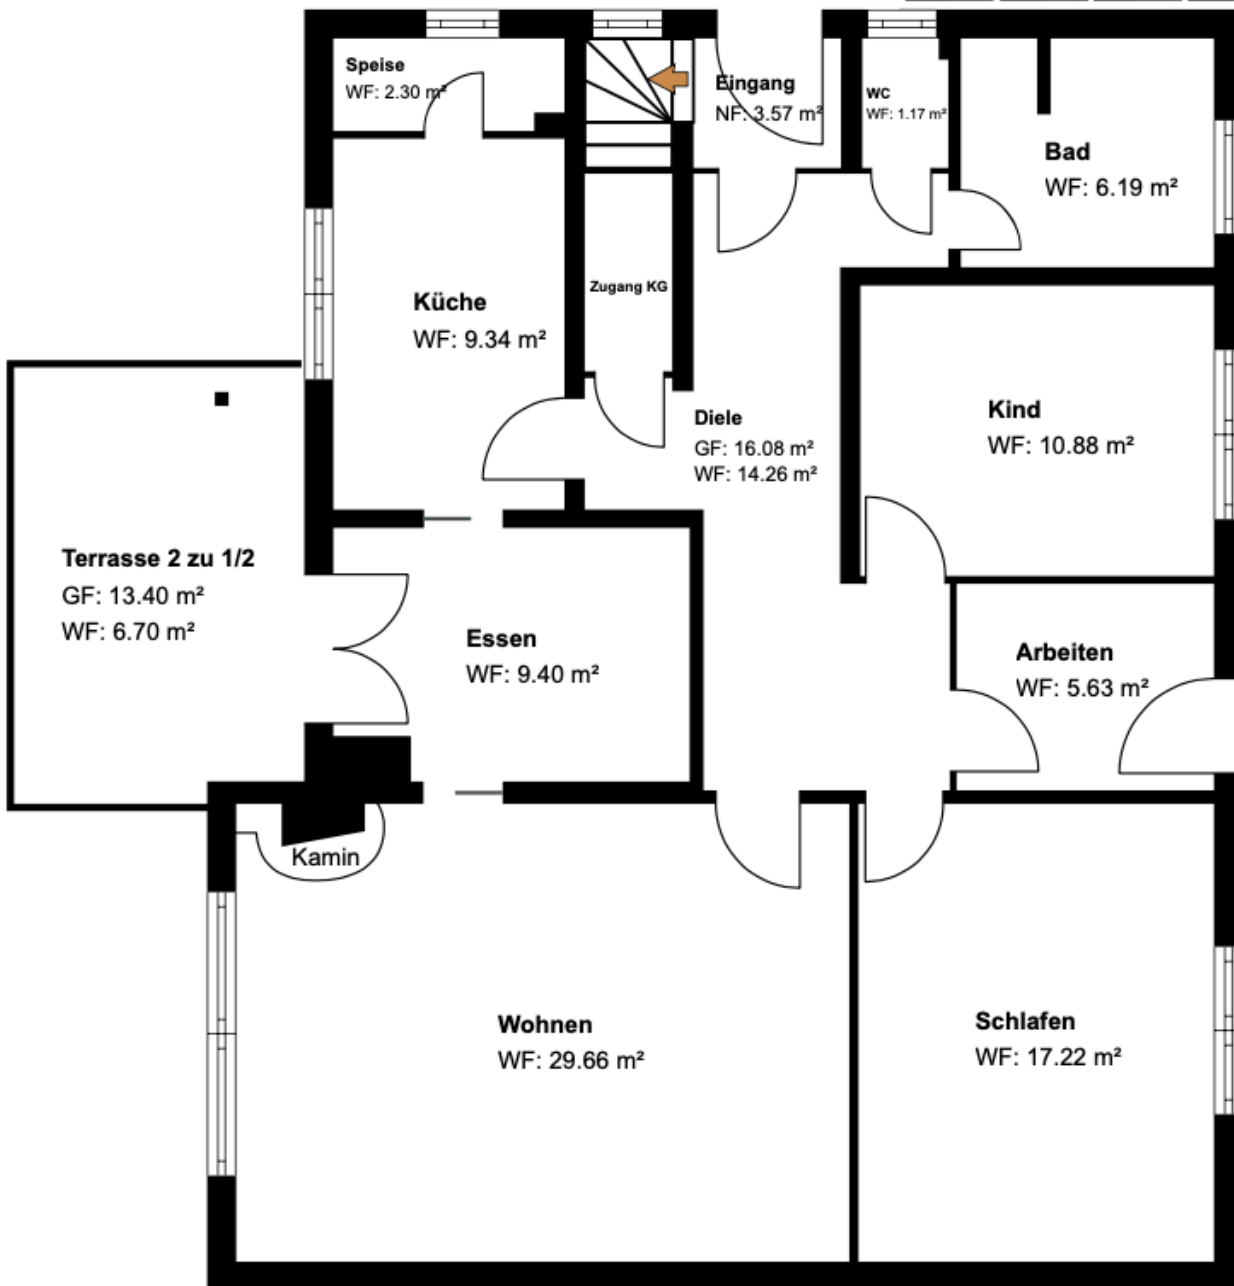 Speise
WF: 2.30 m²
Eingang
NF: 3.57 m²
WC
WF: 1.17 m²
Bad
WF: 6.19 m²
Zugang KG
Küche
WF: 9.34 m²
Diele
GF: 16.08 m²
WF: 14.26 m²
Kind
WF: 10.88 m²
Terrasse 2 zu 1/2
GF: 13.40 m²
WF: 6.70 m²
Essen
WF: 9.40 m²
Arbeiten
WF: 5.63 m²
Kamin
Wohnen
WF: 29.66 m²
Schlafen
WF: 17.22 m²